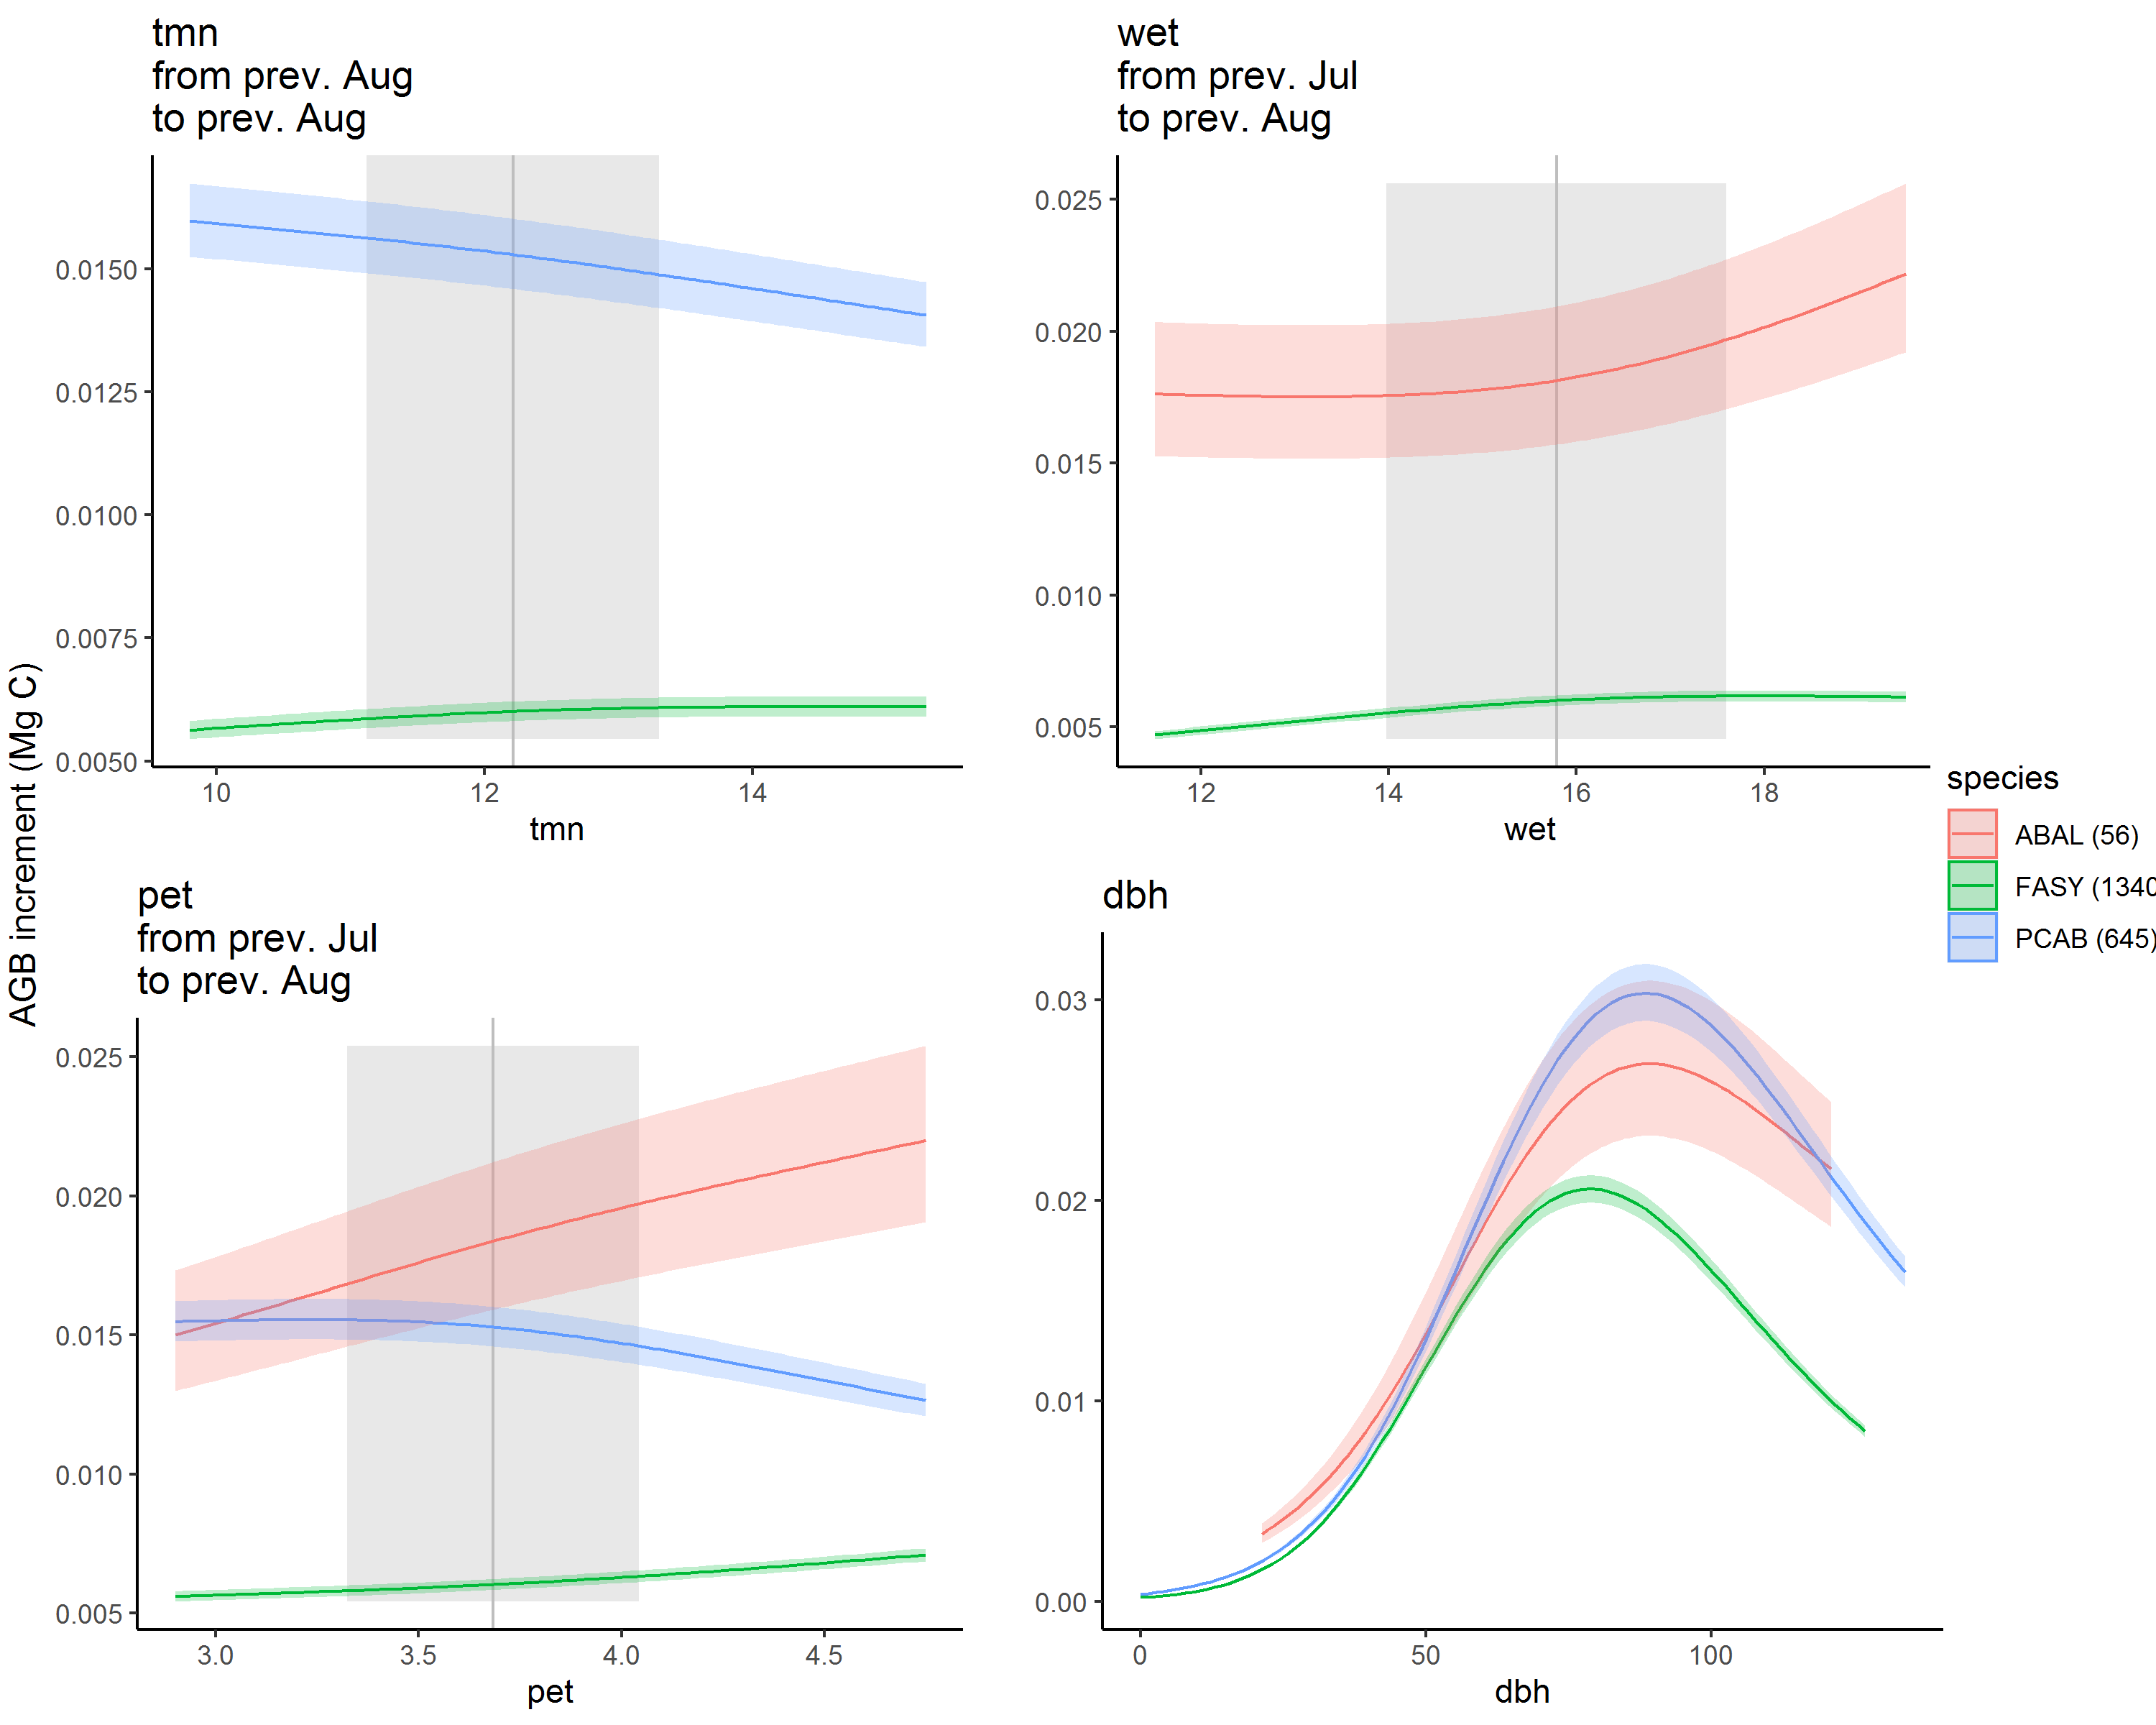 tmn
from prev. Aug
to prev. Aug
0.0150
0.0125
0.0100
0.0075
0.0050
10
12
14
tmn
wet
from prev. Jul
to prev. Aug
0.025
0.020
0.015
0.010
0.005
12
14
16
18
wet
AGB increment (Mg C)
pet
from prev. Jul
to prev. Aug
0.025
0.020
0.015
0.010
0.005
3.0
3.5
4.0
4.5
pet
dbh
0.03
0.02
0.01
0.00
0
50
100
dbh
species
ABAL (56)
FASY (1340
PCAB (645)